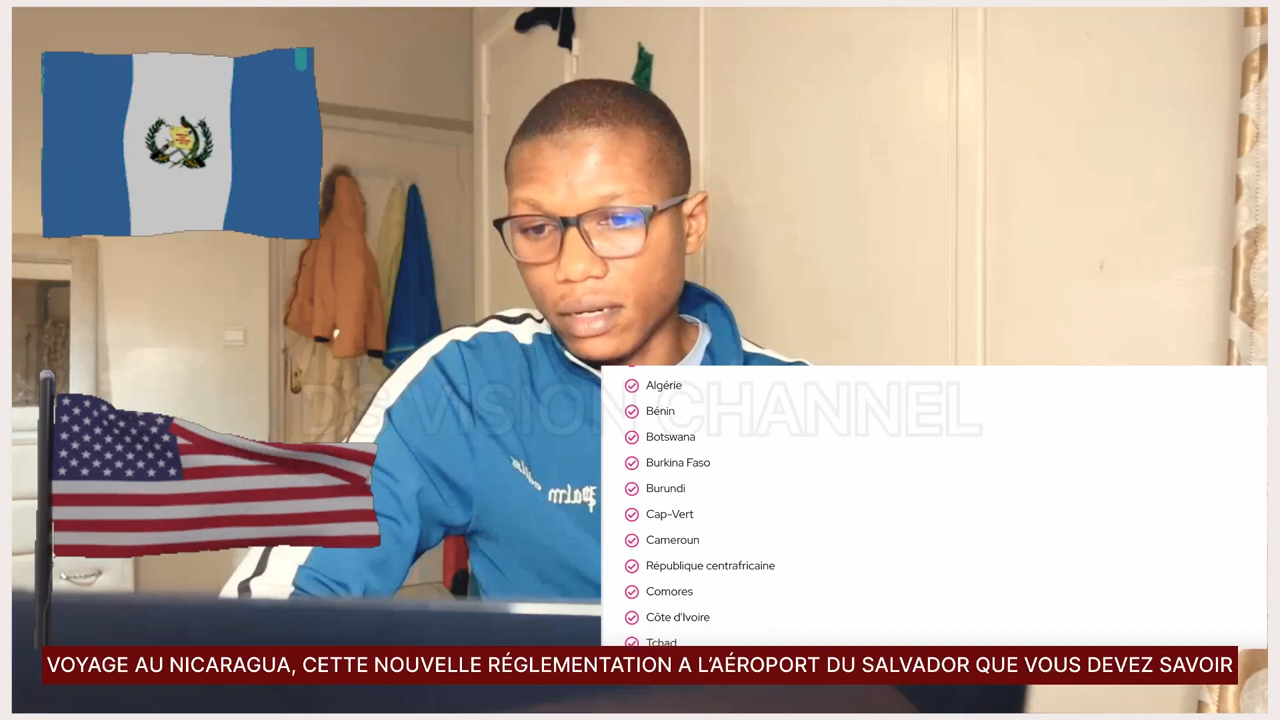 Algérie
Bénin
DS VISION CHANNEL
Botswana
Burkina Faso
Burundi
Cap-Vert
Cameroun
République centrafricaine
Comores
Côte d'Ivoire
Tchad
VOYAGE AU NICARAGUA, CETTE NOUVELLE RÉGLEMENTATION A L'AÉROPORT DU SALVADOR QUE VOUS DEVEZ SAVOIR